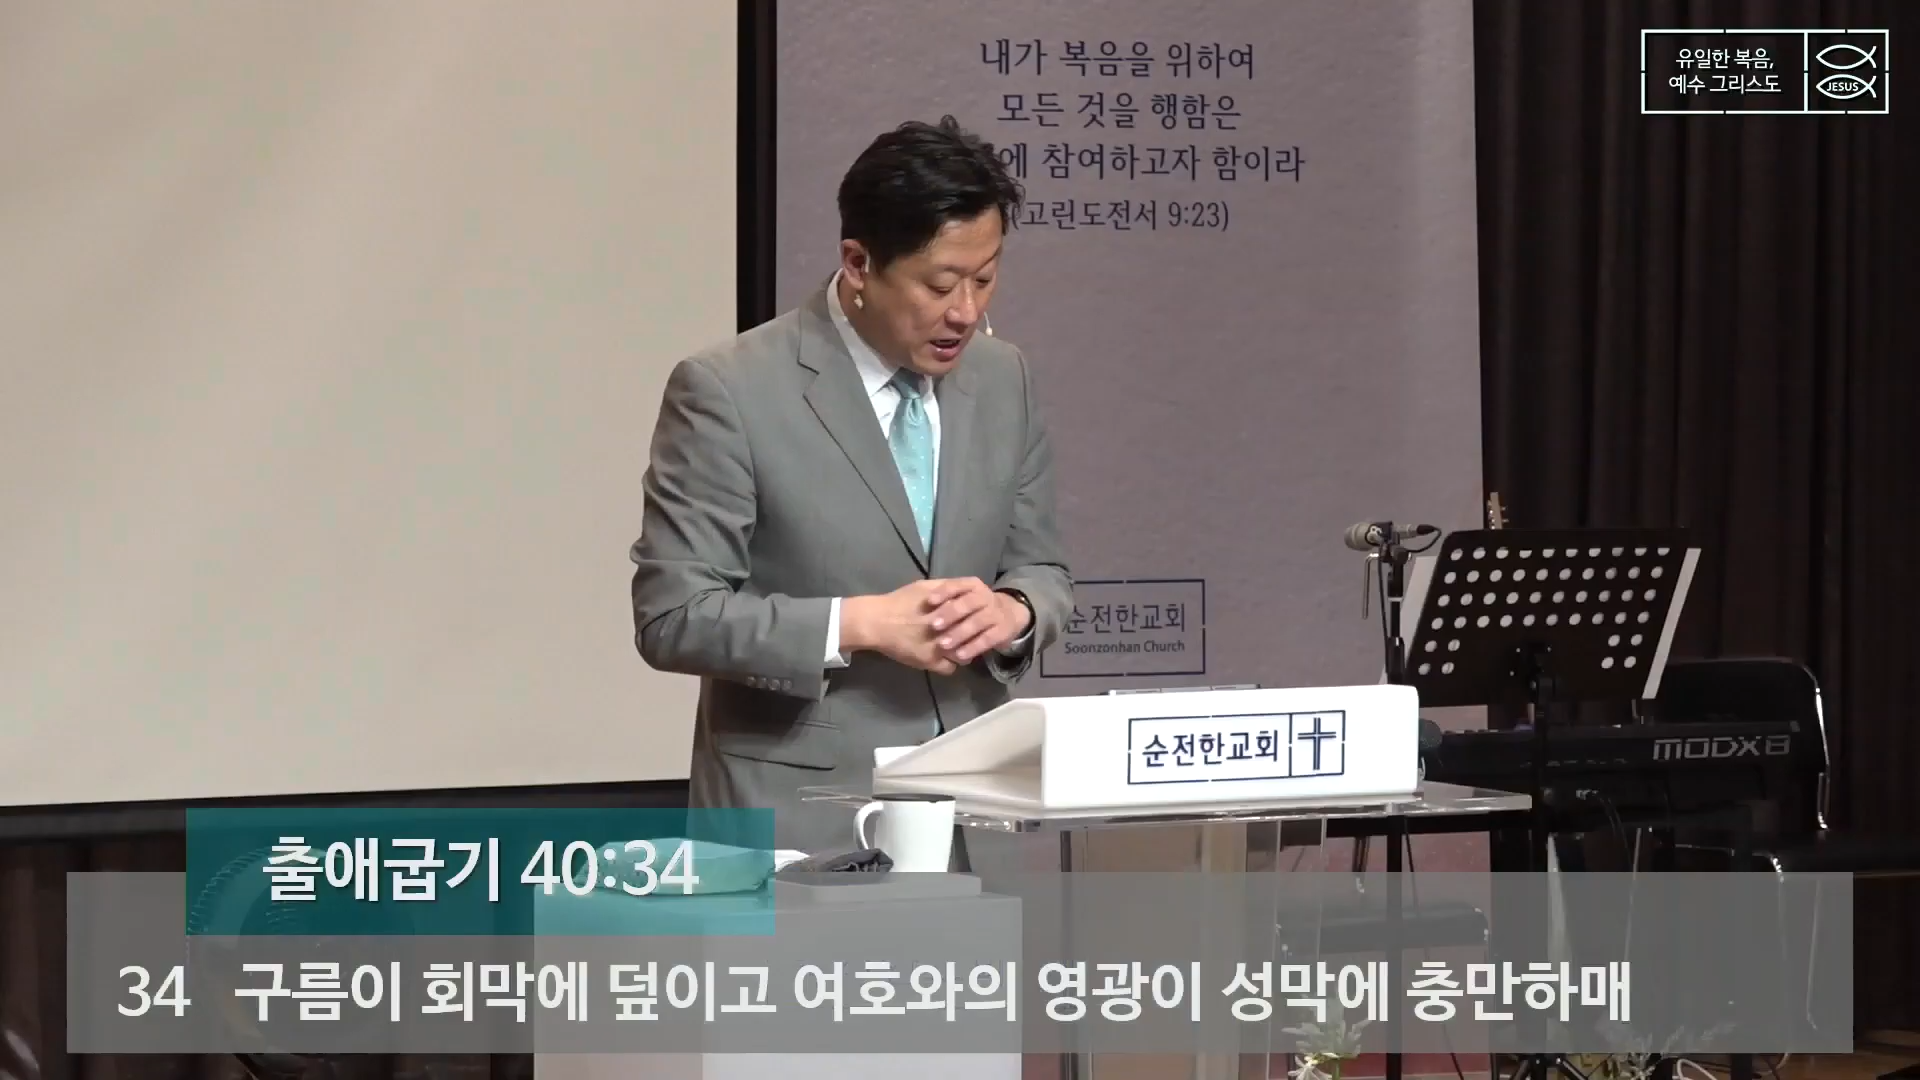 내가 복음을 위하여
모든 것을 행함은
에 참여하고자 함이라
(고린도전서 9:23)
유일한 복음,
예수 그리스도
JESUS
순전한교회
Soonzonhan Church
순전한교회
MODX8
출애굽기 40:34
34 구름이 회막에 덮이고 여호와의 영광이 성막에 충만하매